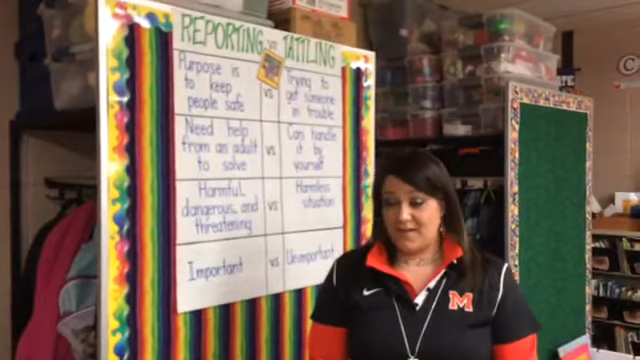 REPORTING vs TATTLING
Purpose is
to keep
people safe
vs
Trying to
get someone
in trouble
Need help
from an adult
to solve
vs
Can handle
it by
yourself
Harmful,
dangerous, and
threatening
vs
Harmless
situation
Important
vs
Unimportant
M
C